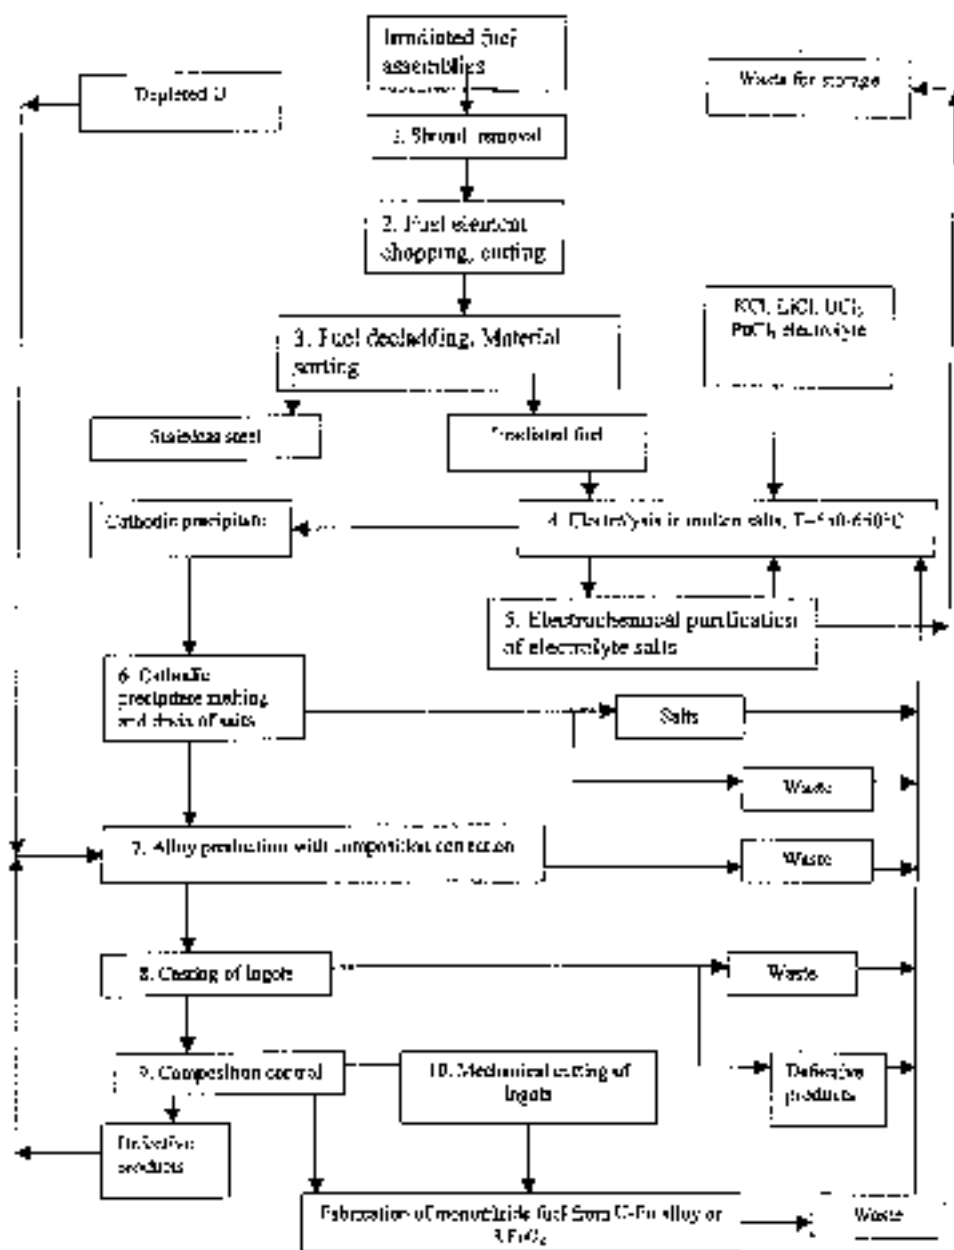 Irradiated fuel
assemblies
Depleted U
Waste for storage
1. Shroud removal
2. Fuel element
chopping, cutting
KCl, LiCl, UCl₃
PuCl₃ electrolyte
3. Fuel decladding, Material
sorting
Stainless steel
Irradiated fuel
Cathodic precipitate
4. Electrolysis in molten salts,
5. Electrochemical purification
of electrolyte salts
6. Cathodic
precipitate melting
and drain of salts
Salts
Waste
7. Alloy production with composition correction
Waste
8. Casting of ingots
Waste
9. Composition control
10. Mechanical cutting of
Ingots
Defective
products
Defective
products
Fabrication of mononitride fuel from U-Pu alloy or
Waste